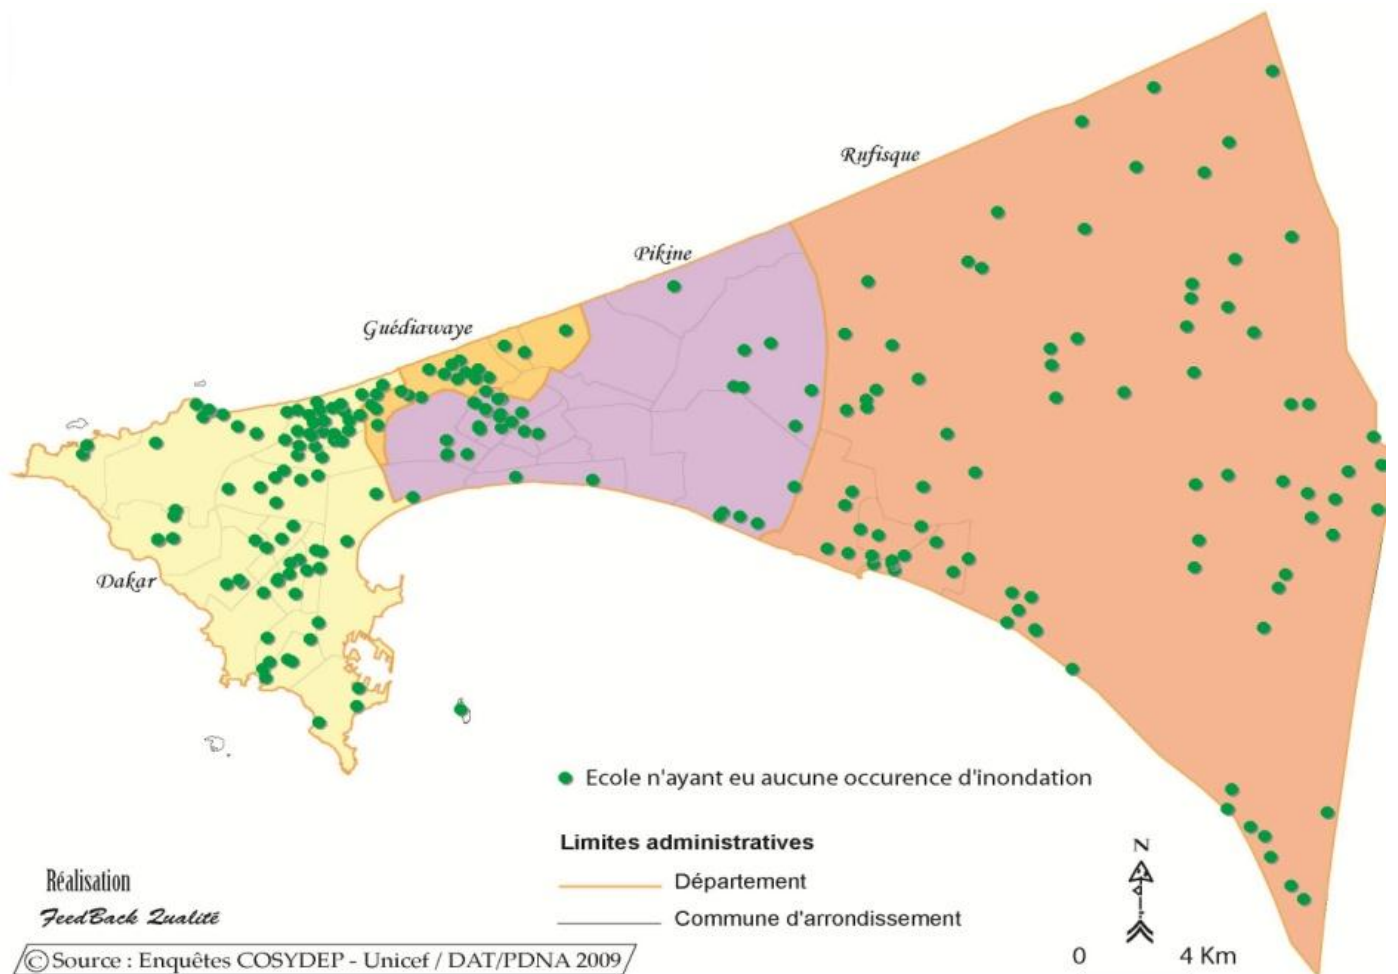 Rufisque
Pikine
Guédiawaye
Dakar
Ecole n'ayant eu aucune occurence d'inondation
Limites administratives
Département
Commune d'arrondissement
N
0 4 Km
Réalisation
FeedBack Qualité
© Source : Enquêtes COSYDEP - Unicef / DAT/PDNA 2009